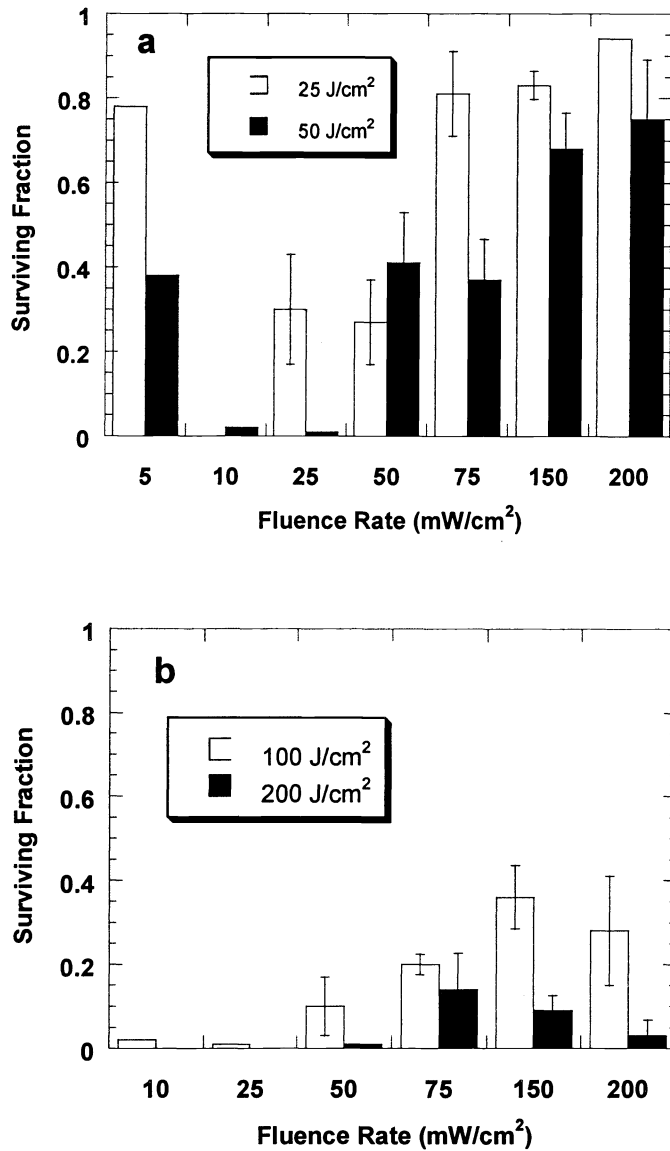 a
25 J/cm²
50 J/cm²
1
0.8
0.6
0.4
0.2
0
Surviving Fraction
5 10 25 50 75 150 200
Fluence Rate (mW/cm²)
b
100 J/cm²
200 J/cm²
1
0.8
0.6
0.4
0.2
0
Surviving Fraction
10 25 50 75 150 200
Fluence Rate (mW/cm²)